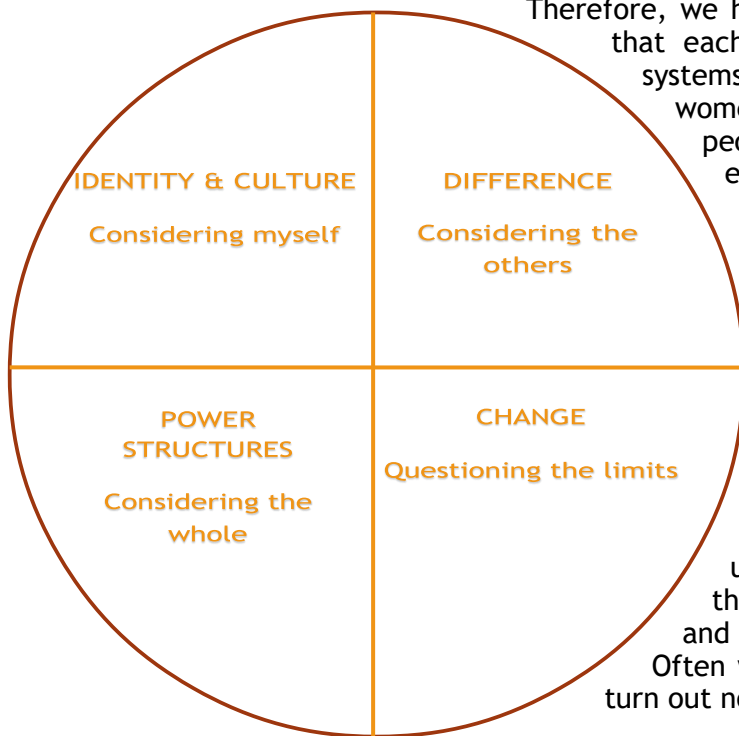 Therefore, we h
that each
systems
wome
peo
e
IDENTITY & CULTURE
Considering myself
DIFFERENCE
Considering the
others
POWER
STRUCTURES
Considering the
whole
CHANGE
Questioning the limits
u
th
and
Often
turn out n